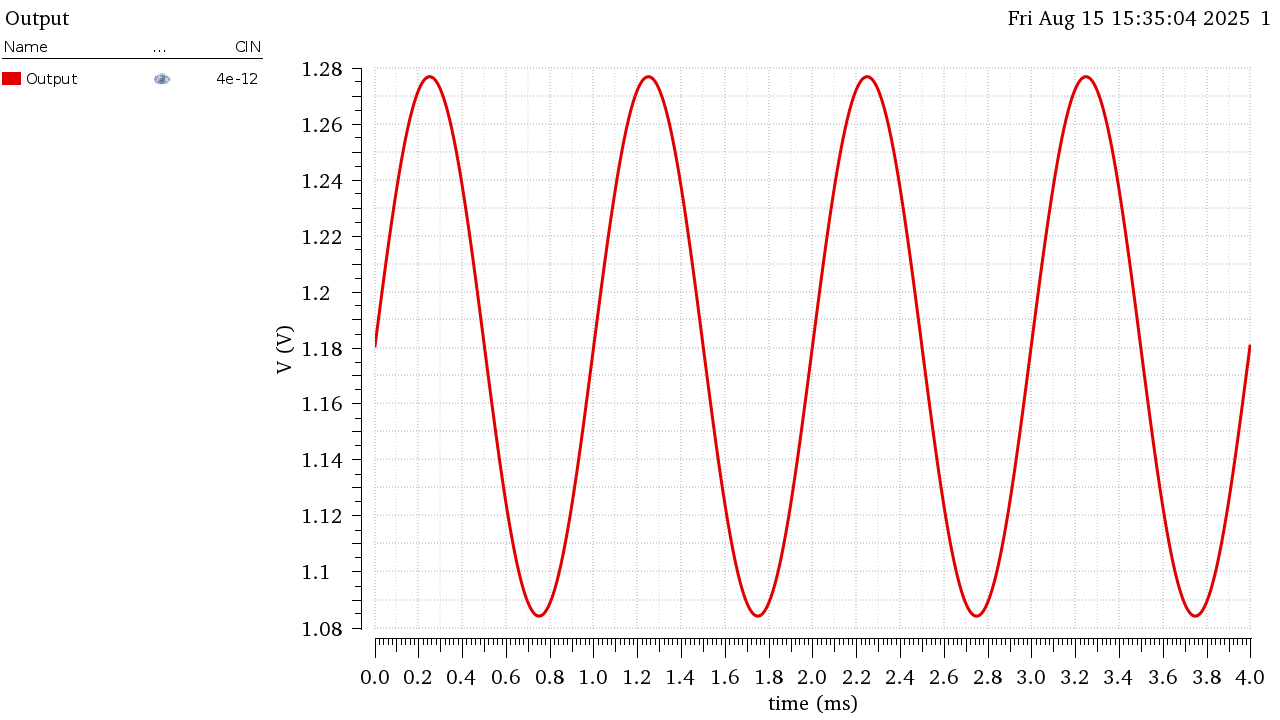 Output
Fri Aug 15 15:35:04 2025 1
Name ... CIN
Output 4e-12
1.28
1.26
1.24
1.22
1.2
1.18
1.16
1.14
1.12
1.1
1.08
V (V)
0.0 0.2 0.4 0.6 0.8 1.0 1.2 1.4 1.6 1.8 2.0 2.2 2.4 2.6 2.8 3.0 3.2 3.4 3.6 3.8 4.0
time (ms)